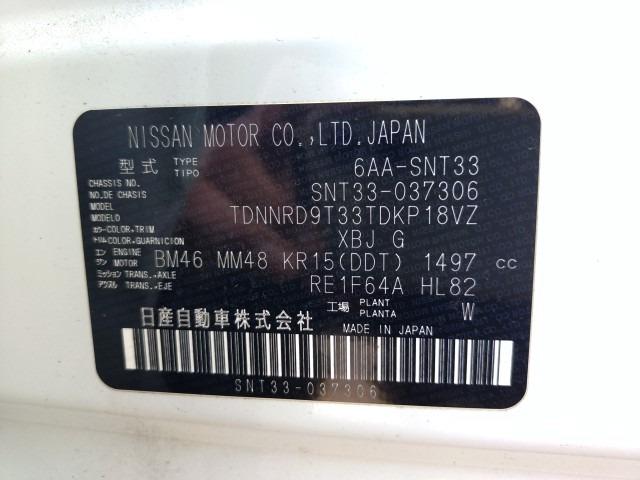 NISSAN MOTOR CO.,LTD.JAPAN
型式 TYPE TIPO 6AA-SNT33
CHASSIS NO. NO.DE CHASIS SNT33-037306
MODEL MODELO TDNNRD9T33TDKP18VZ
カラー COLOR,TRIM トリム COLOR,GUARNICION XBJ G
エンジン ENGINE MOTOR BM46 MM48 KR15(DDT) 1497 cc
ミッション TRANS.,AXLE アクスル TRANS.,EJE RE1F64A HL82
工場 PLANT PLANTA W
日産自動車株式会社 MADE IN JAPAN
SNT33-037306